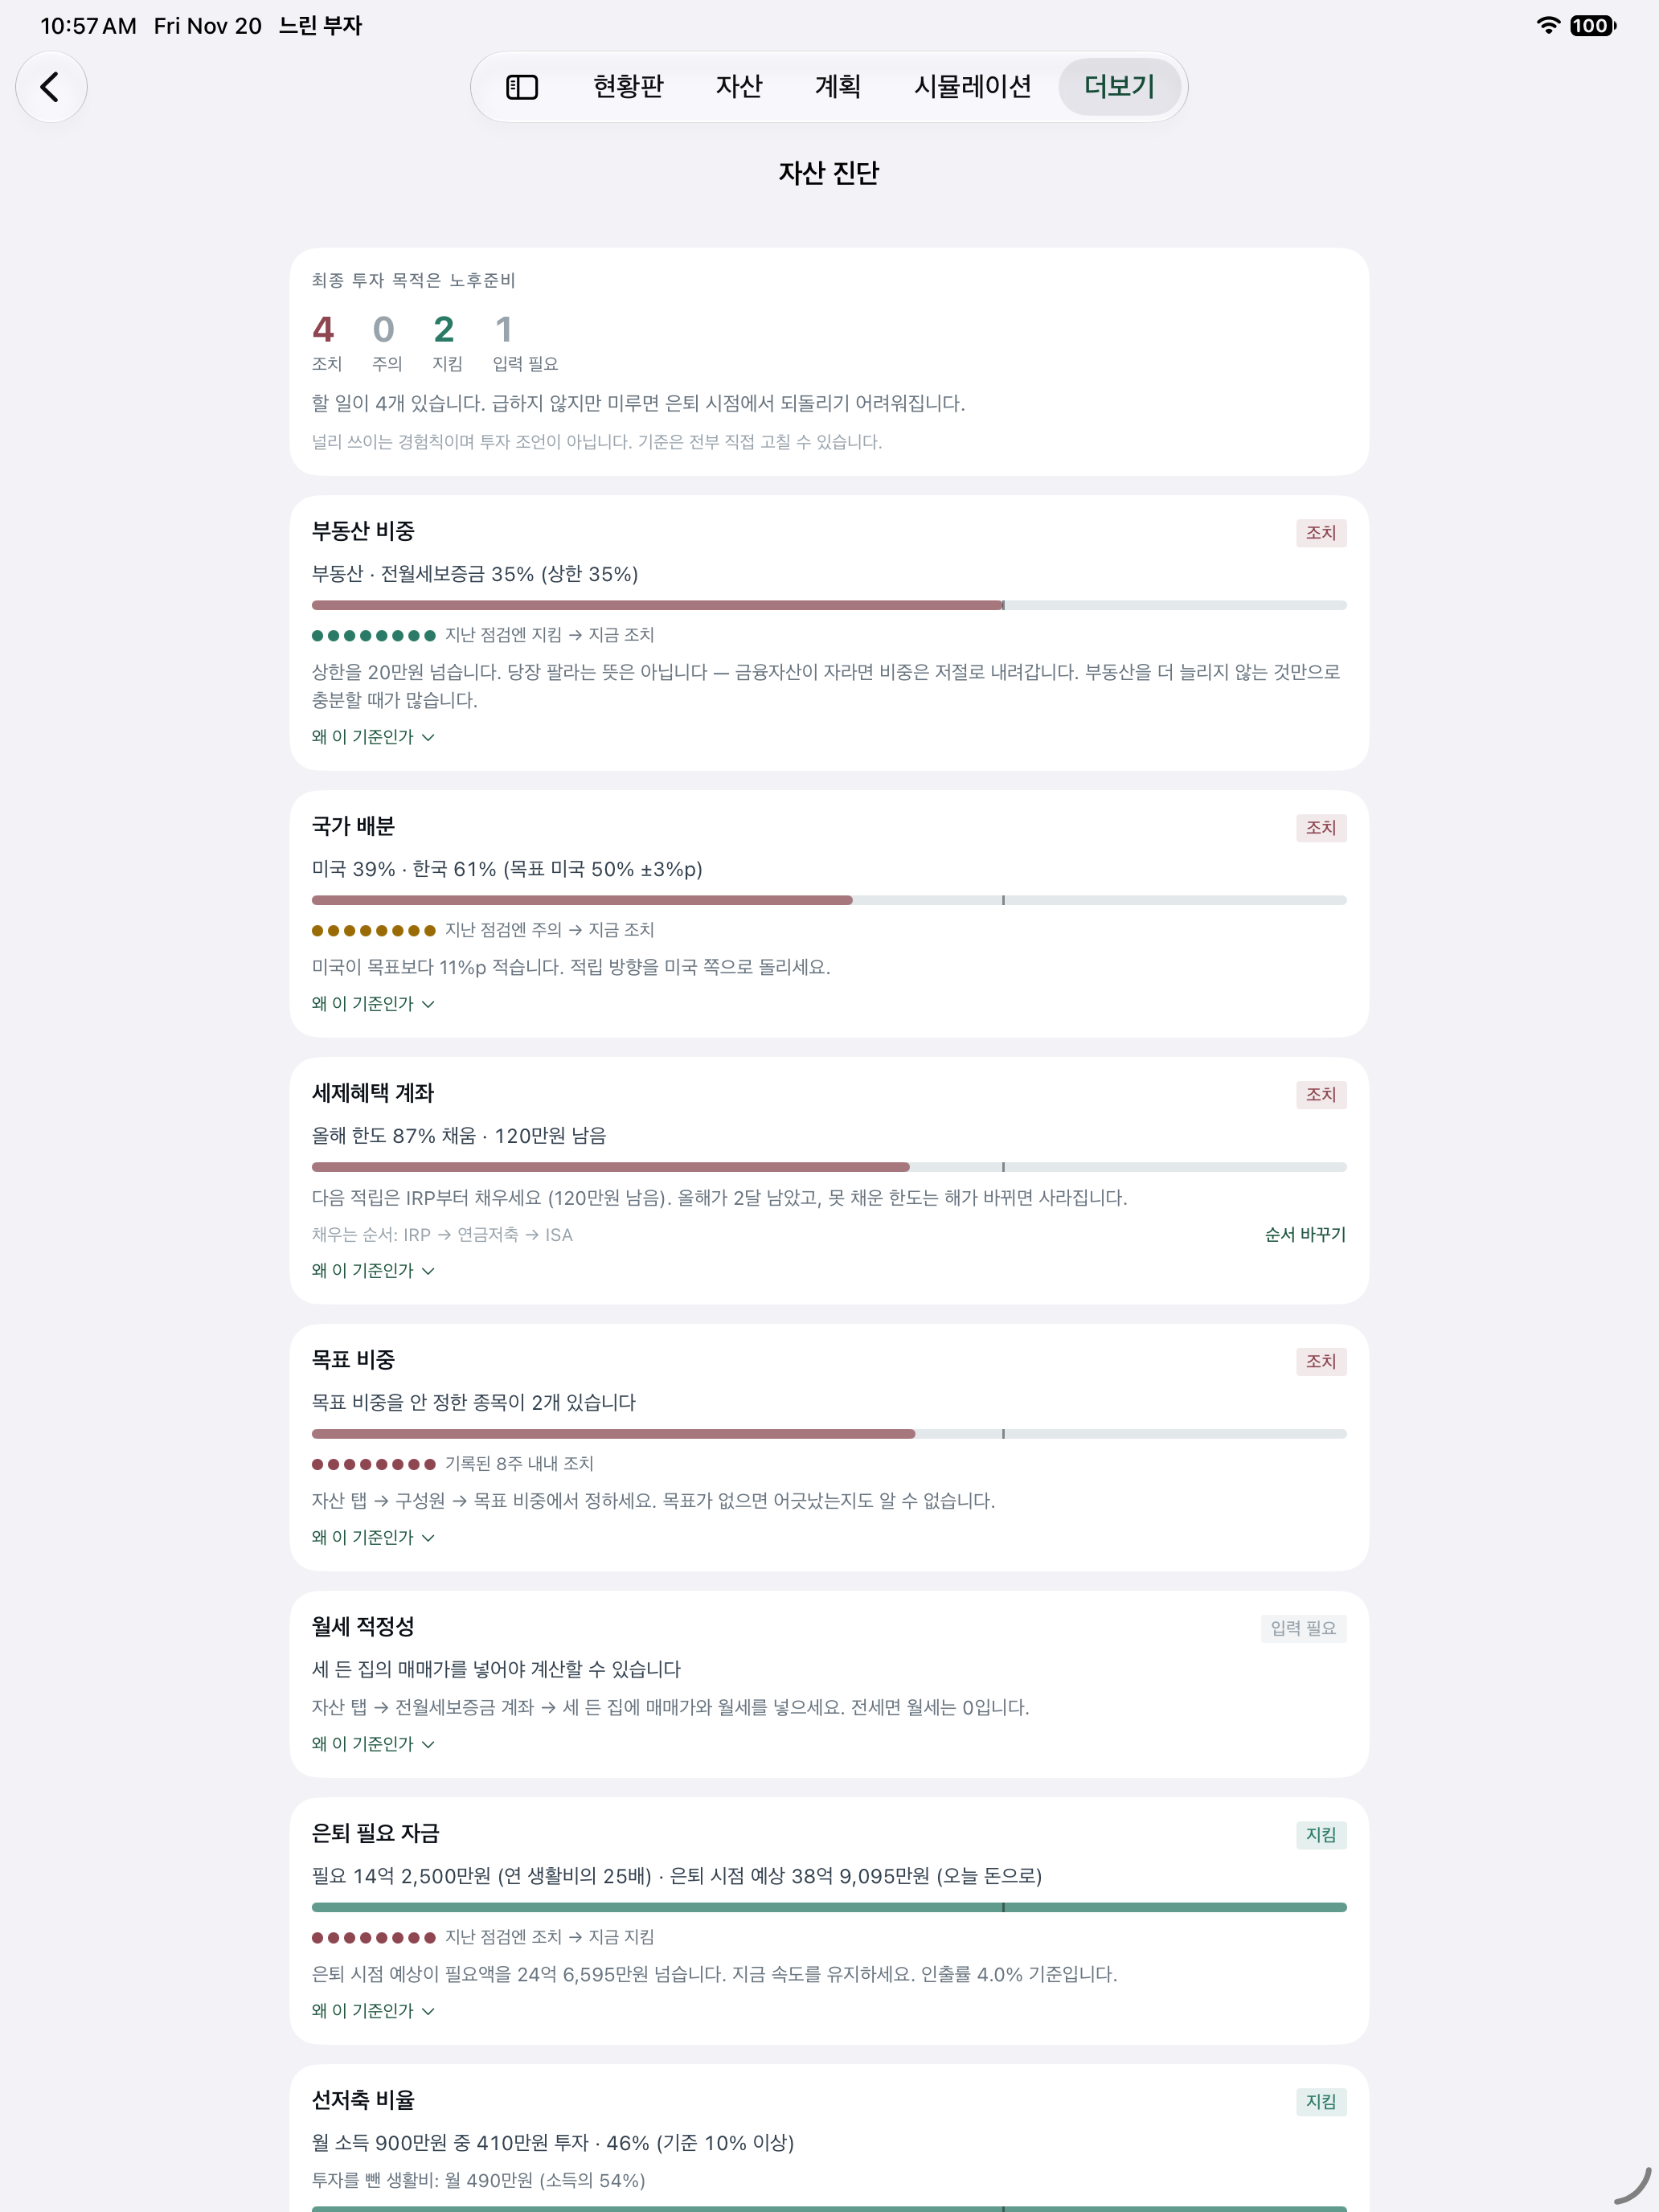 10:57 AM Fri Nov 20 느린 부자
100
현황판 자산 계획 시뮬레이션 더보기
자산 진단
최종 투자 목적은 노후준비
4 0 2 1
조치 주의 지킴 입력 필요
할 일이 4개 있습니다. 급하지 않지만 미루면 은퇴 시점에서 되돌리기 어려워집니다.
널리 쓰이는 경험칙이며 투자 조언이 아닙니다. 기준은 전부 직접 고칠 수 있습니다.
부동산 비중 조치
부동산 · 전월세보증금 35% (상한 35%)
지난 점검엔 지킴 → 지금 조치
상한을 20만원 넘습니다. 당장 팔라는 뜻은 아닙니다 — 금융자산이 자라면 비중은 저절로 내려갑니다. 부동산을 더 늘리지 않는 것만으로
충분할 때가 많습니다.
왜 이 기준인가
국가 배분 조치
미국 39% · 한국 61% (목표 미국 50% ±3%p)
지난 점검엔 주의 → 지금 조치
미국이 목표보다 11%p 적습니다. 적립 방향을 미국 쪽으로 돌리세요.
왜 이 기준인가
세제혜택 계좌 조치
올해 한도 87% 채움 · 120만원 남음
다음 적립은 IRP부터 채우세요 (120만원 남음). 올해가 2달 남았고, 못 채운 한도는 해가 바뀌면 사라집니다.
채우는 순서: IRP → 연금저축 → ISA 순서 바꾸기
왜 이 기준인가
목표 비중 조치
목표 비중을 안 정한 종목이 2개 있습니다
기록된 8주 내내 조치
자산 탭 → 구성원 → 목표 비중에서 정하세요. 목표가 없으면 어긋났는지도 알 수 없습니다.
왜 이 기준인가
월세 적정성 입력 필요
세 든 집의 매매가를 넣어야 계산할 수 있습니다
자산 탭 → 전월세보증금 계좌 → 세 든 집에 매매가와 월세를 넣으세요. 전세면 월세는 0입니다.
왜 이 기준인가
은퇴 필요 자금 지킴
필요 14억 2,500만원 (연 생활비의 25배) · 은퇴 시점 예상 38억 9,095만원 (오늘 돈으로)
지난 점검엔 조치 → 지금 지킴
은퇴 시점 예상이 필요액을 24억 6,595만원 넘습니다. 지금 속도를 유지하세요. 인출률 4.0% 기준입니다.
왜 이 기준인가
선저축 비율 지킴
월 소득 900만원 중 410만원 투자 · 46% (기준 10% 이상)
투자를 뺀 생활비: 월 490만원 (소득의 54%)